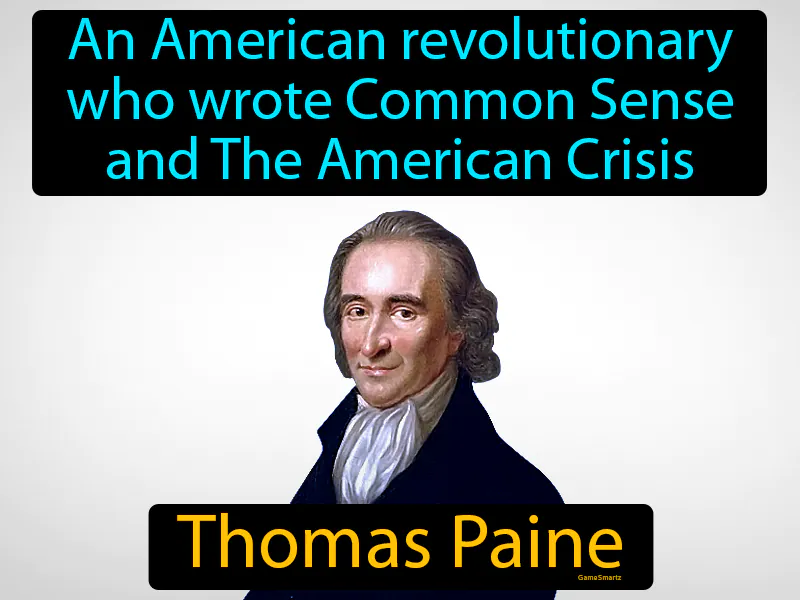 An American revolutionary
who wrote Common Sense
and The American Crisis
Thomas Paine
GameSmartz